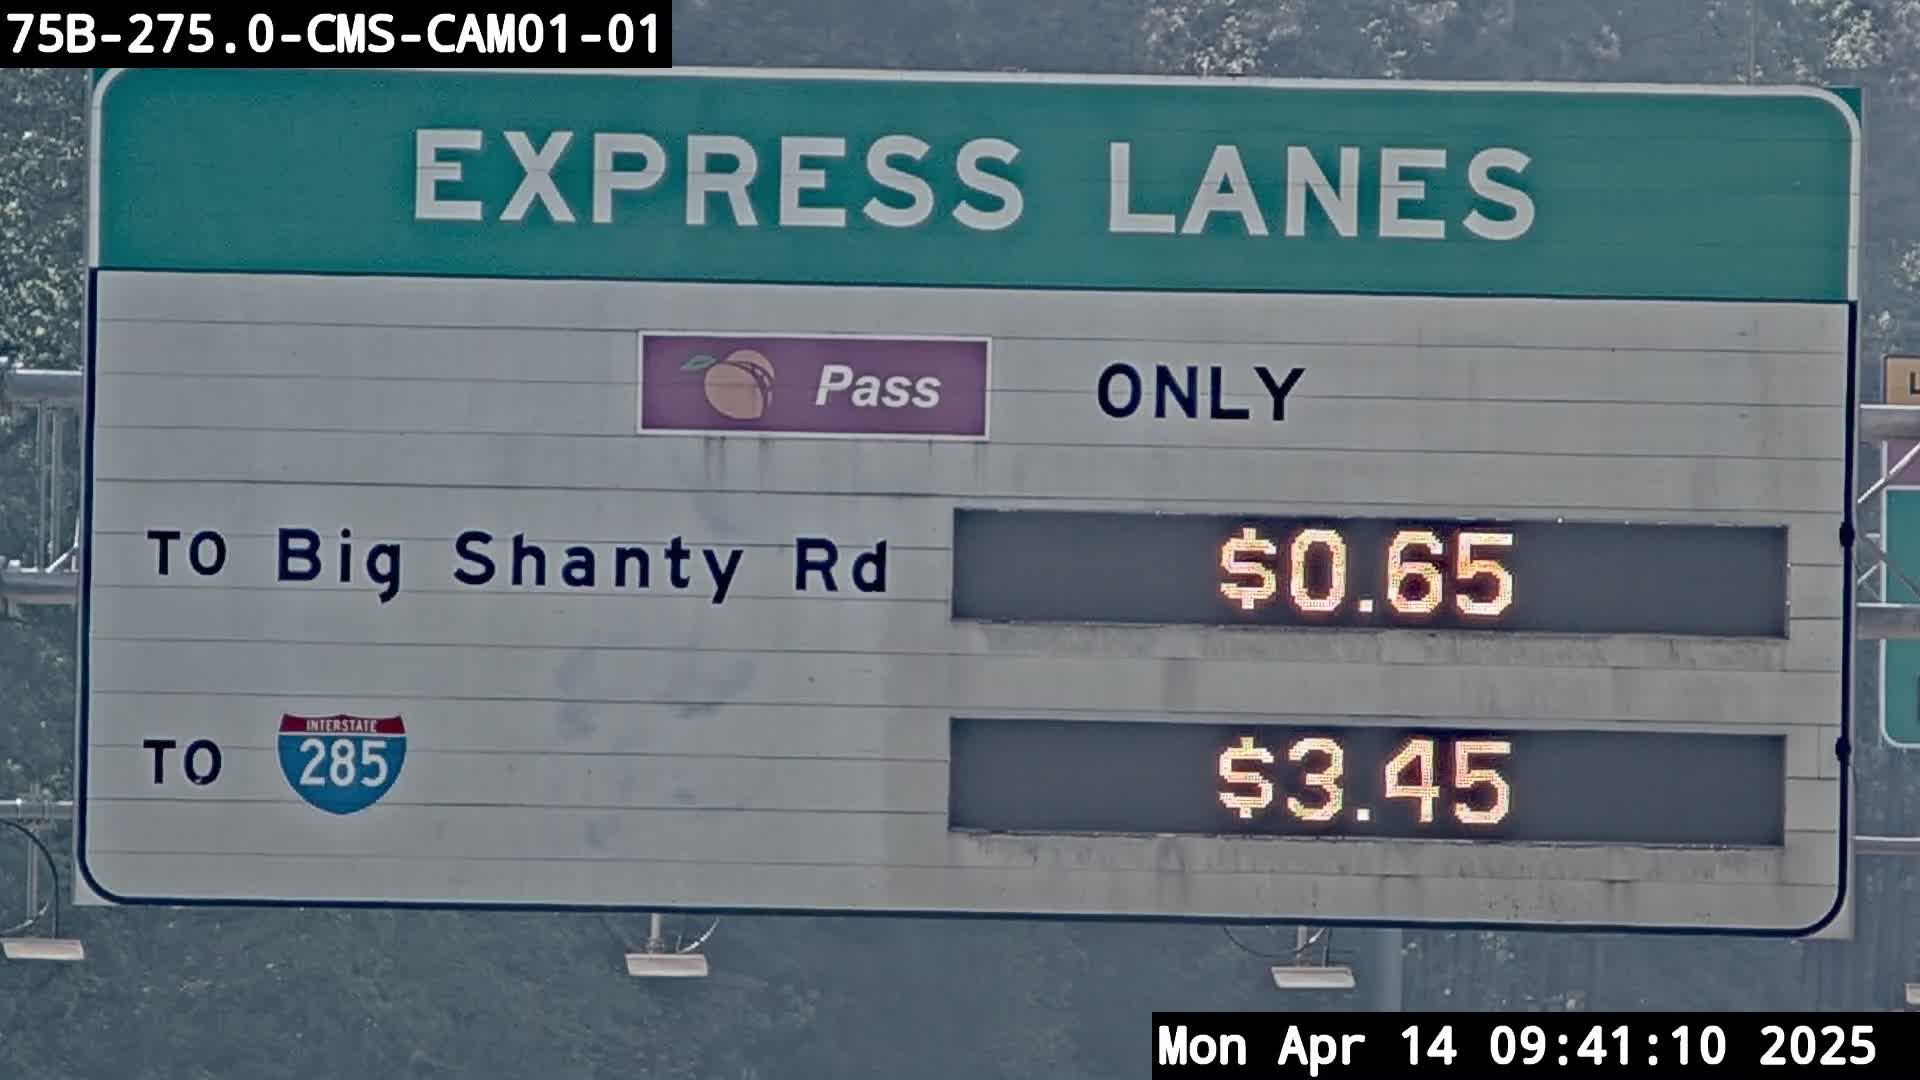 75B-275.0-CMS-CAM01-01
EXPRESS LANES
Pass ONLY
TO Big Shanty Rd $0.65
INTERSTATE
TO 285 $3.45
Mon Apr 14 09:41:10 2025